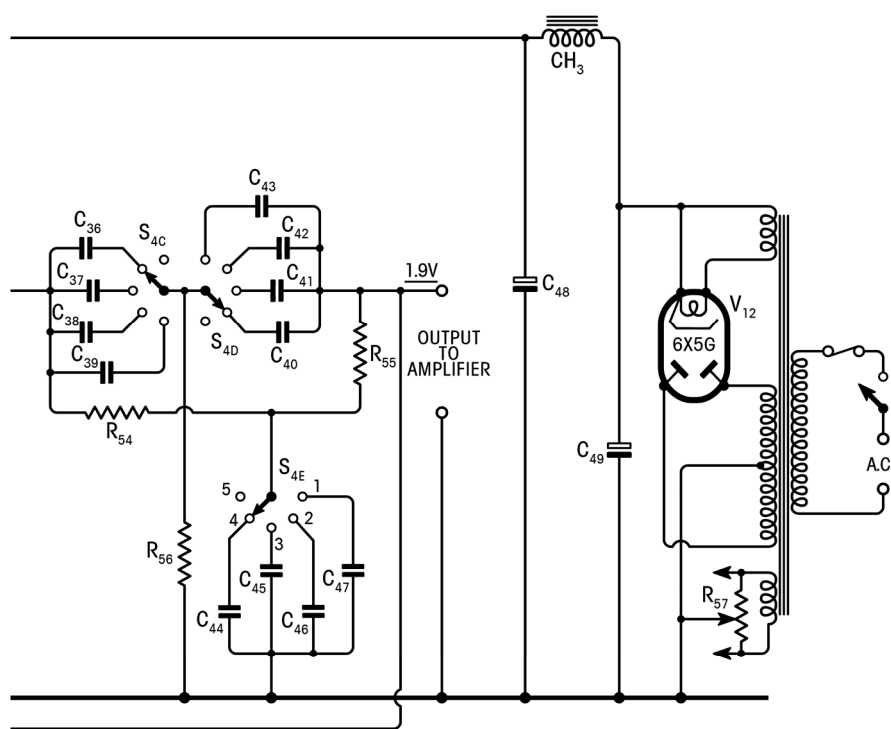 CH3
C43
C36
S4C
C42
C37
C41
1.9V
C38
S4D
C40
C39
R55
OUTPUT
TO
AMPLIFIER
C48
V12
6X5G
R54
C49
A.C
S4E
5
1
4
2
3
R56
C45
C47
C44
C46
R57